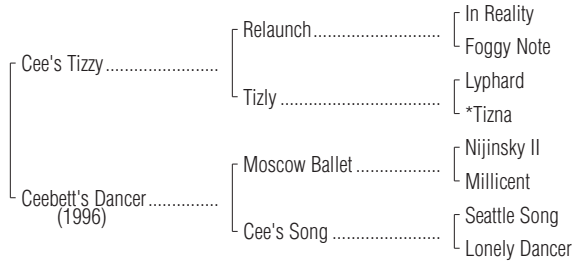 In Reality
Relaunch
Foggy Note
Cee's Tizzy
Lyphard
Tizly
*Tizna
Nijinsky II
Moscow Ballet
Millicent
Ceebett's Dancer
(1996)
Seattle Song
Cee's Song
Lonely Dancer